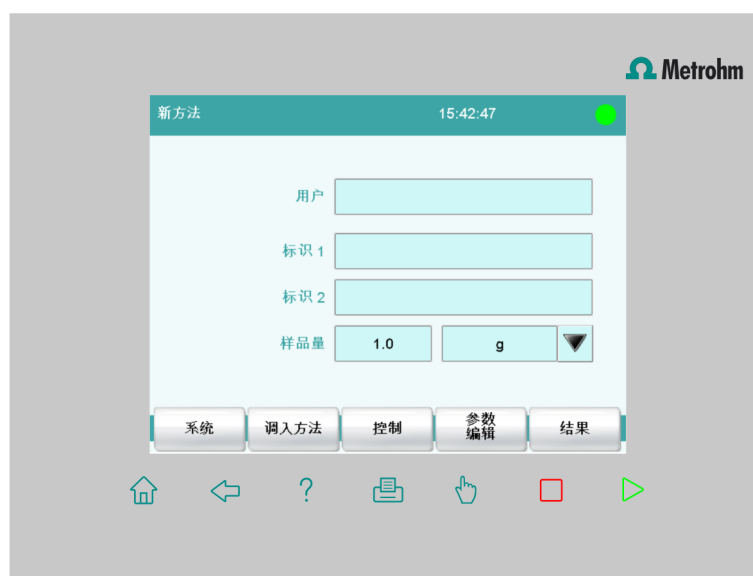 Metrohm
新方法 15:42:47
用户
标识 1
标识 2
样品量 1.0 g
系统 调入方法 控制 参数编辑 结果
?